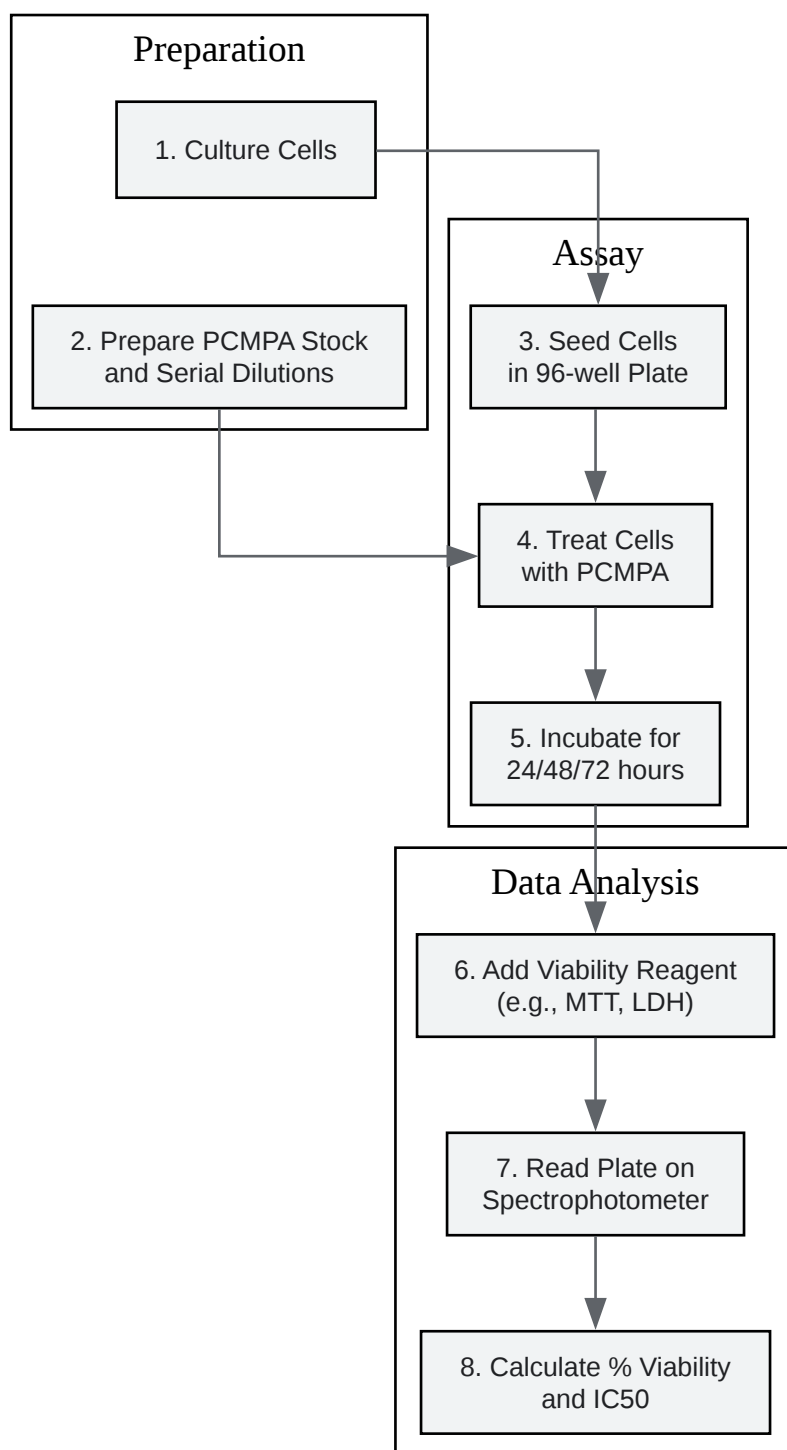 Preparation
1. Culture Cells
2. Prepare PCMPA Stock
and Serial Dilutions
Assay
3. Seed Cells
in 96-well Plate
4. Treat Cells
with PCMPA
5. Incubate for
24/48/72 hours
Data Analysis
6. Add Viability Reagent
(e.g., MTT, LDH)
7. Read Plate on
Spectrophotometer
8. Calculate % Viability
and IC50